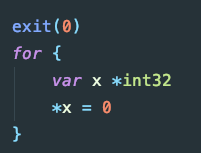 exit(0)
for {
    var x *int32
    *x = 0
}